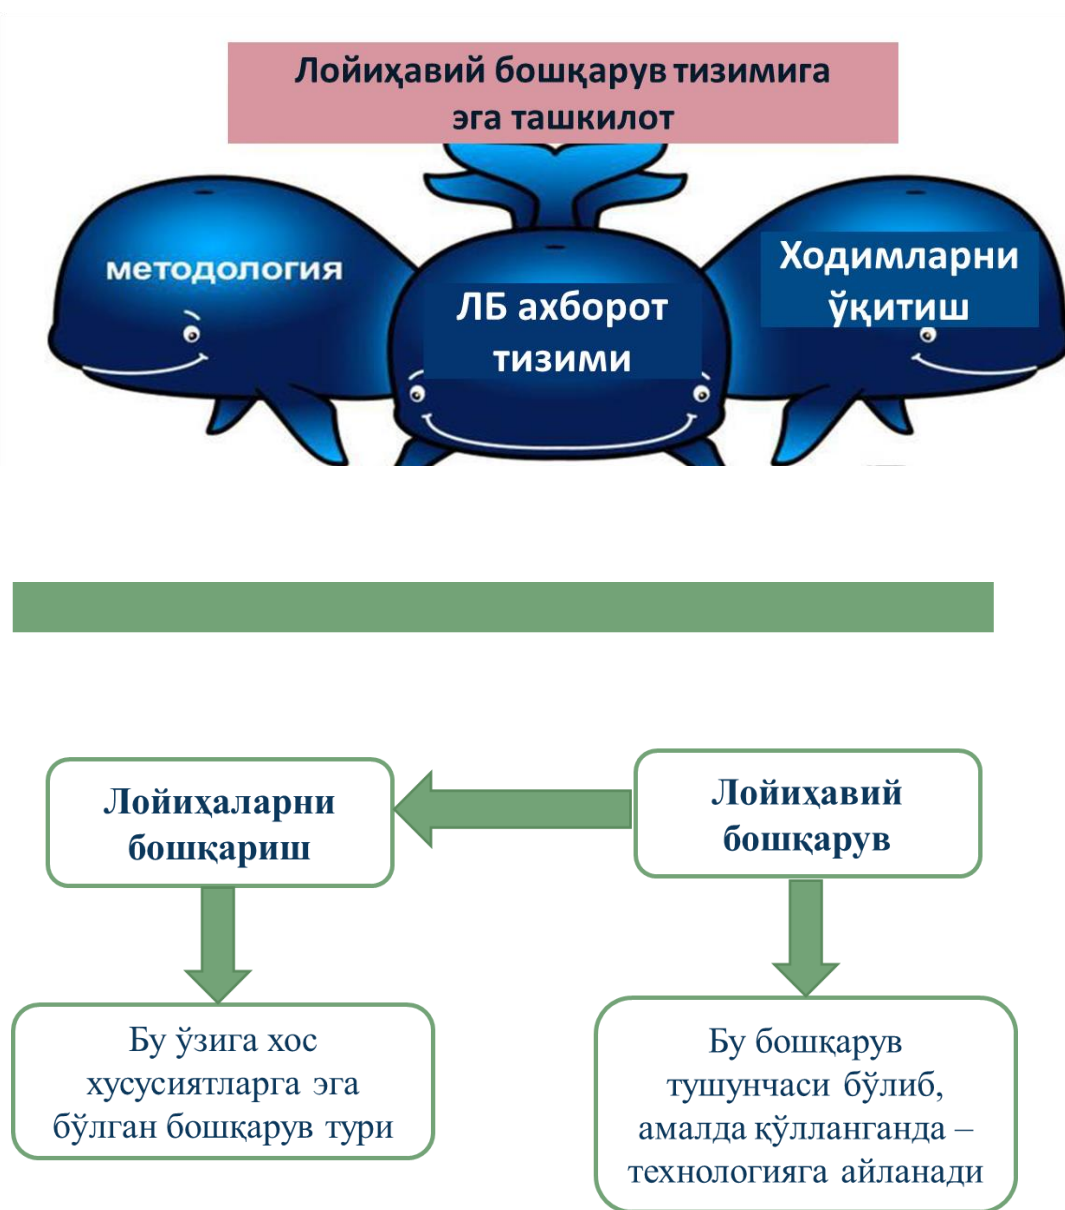 Лойиҳавий бошқарув тизимига
эга ташкилот
методология
ЛБ ахборот
тизими
Ходимларни
ўқитиш
Лойиҳаларни
бошқариш
Лойиҳавий
бошқарув
Бу ўзига хос
хусусиятларга эга
бўлган бошқарув тури
Бу бошқарув
тушунчаси бўлиб,
амалда қўлланганда –
технологияга айланади